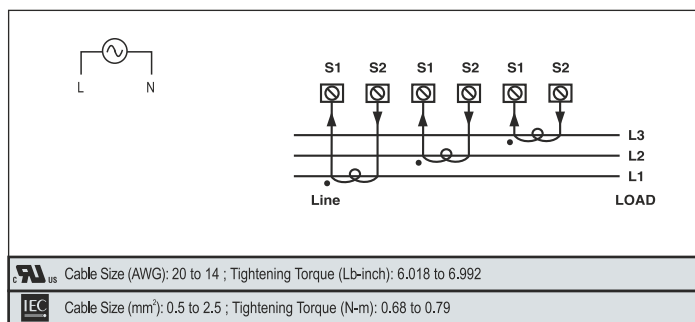 L N
S1 S2 S1 S2 S1 S2
L3
L2
L1
Line LOAD
c RU US Cable Size (AWG): 20 to 14 ; Tightening Torque (Lb-inch): 6.018 to 6.992
IEC Cable Size (mm²): 0.5 to 2.5 ; Tightening Torque (N-m): 0.68 to 0.79